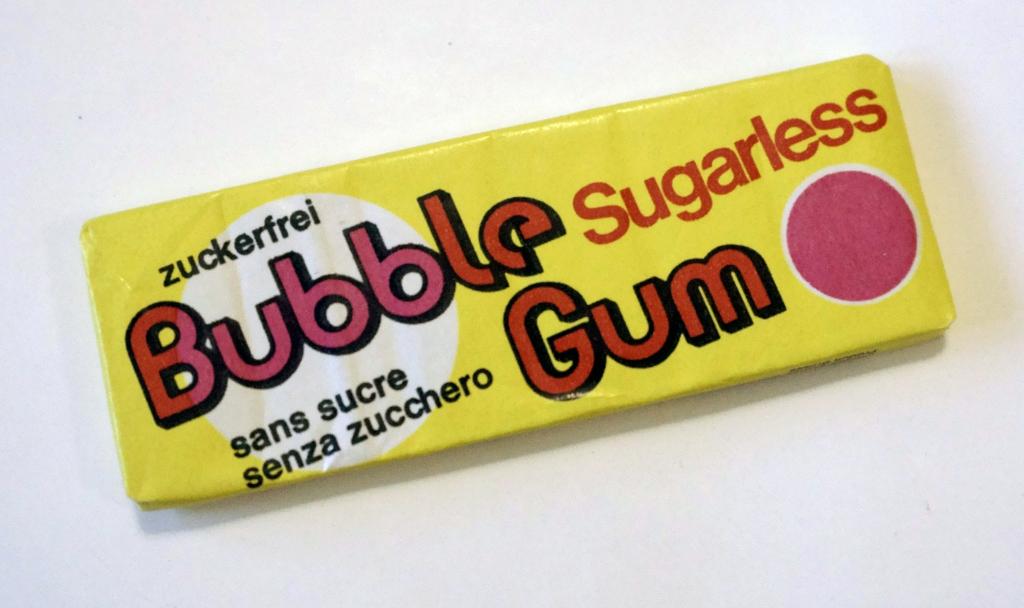 zuckerfrei
Bubble Sugarless
Gum
sans sucre
senza zucchero